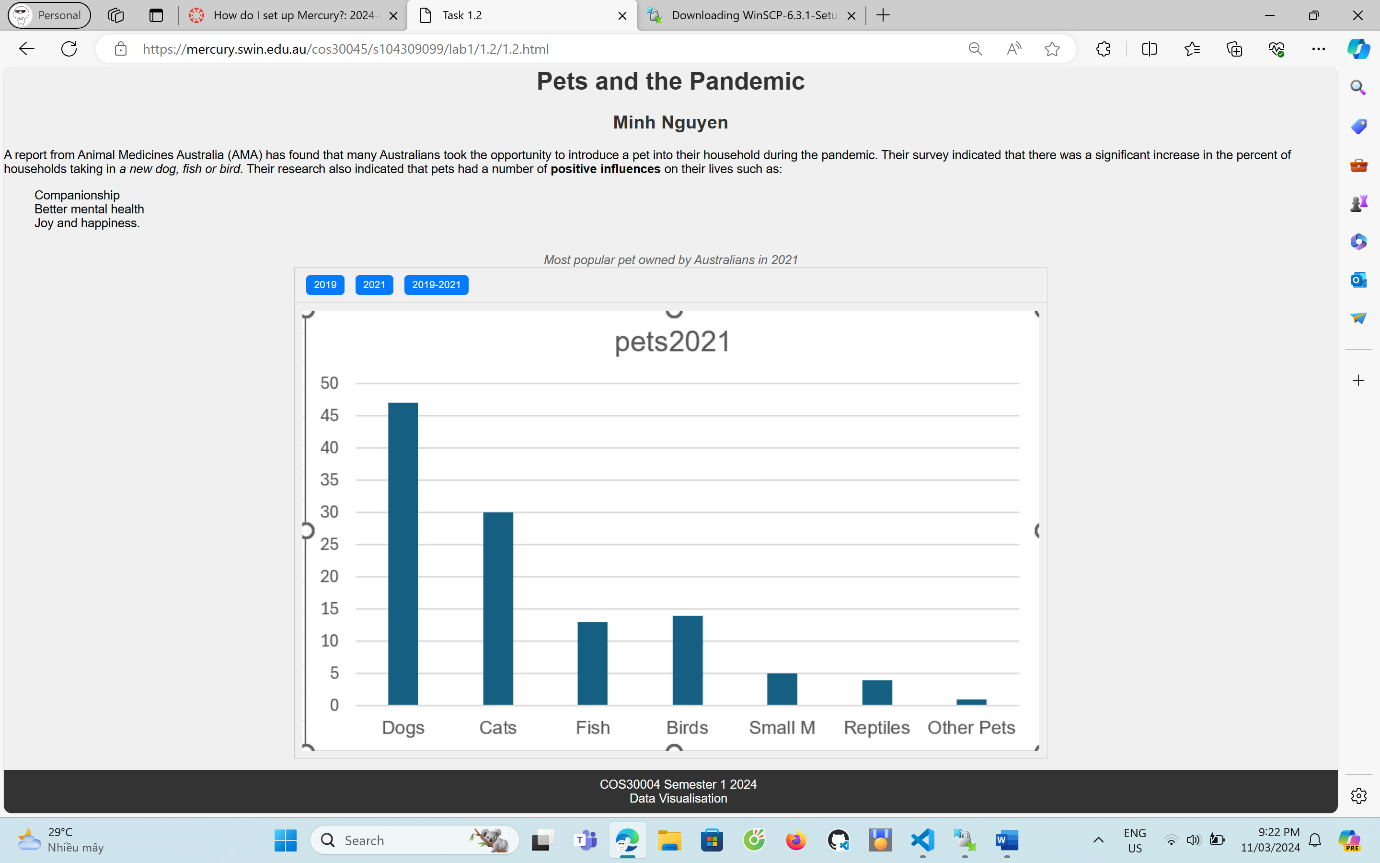 Personal
How do I set up Mercury?: 2024-
Task 1.2
Downloading WinSCP-6.3.1-Setu
https://mercury.swin.edu.au/cos30045/s104309099/lab1/1.2/1.2.html
Pets and the Pandemic
Minh Nguyen
A report from Animal Medicines Australia (AMA) has found that many Australians took the opportunity to introduce a pet into their household during the pandemic. Their survey indicated that there was a significant increase in the percent of
households taking in a new dog, fish or bird. Their research also indicated that pets had a number of positive influences on their lives such as:
Companionship
Better mental health
Joy and happiness.
Most popular pet owned by Australians in 2021
2019 2021 2019-2021
pets2021
50
45
40
35
30
25
20
15
10
5
0
Dogs Cats Fish Birds Small M Reptiles Other Pets
COS30004 Semester 1 2024
Data Visualisation
29°C
Nhiều mây
Search
ENG
US
9:22 PM
11/03/2024
PRE